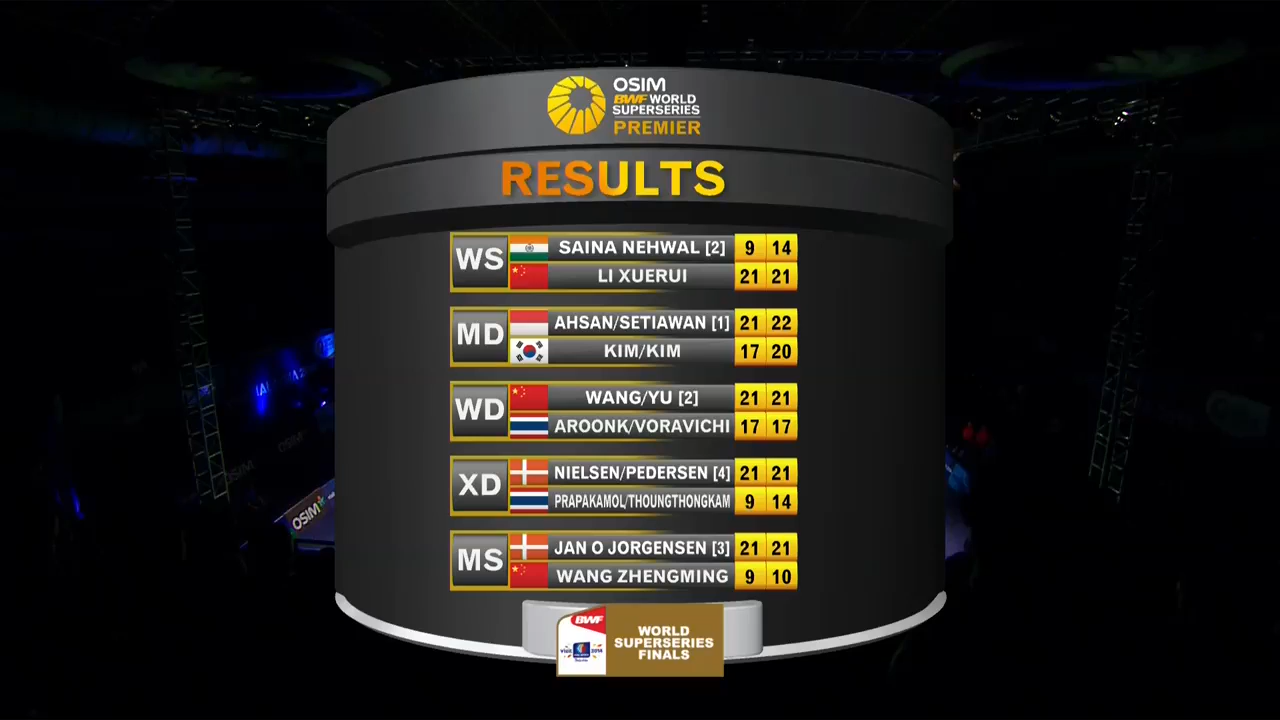 OSIM
BWF WORLD
SUPERSERIES
PREMIER
RESULTS
WS
SAINA NEHWAL [2] 9 14
LI XUERUI 21 21
MD
AHSAN/SETIAWAN [1] 21 22
KIM/KIM 17 20
WD
WANG/YU [2] 21 21
AROONK/VORAVICHI 17 17
XD
NIELSEN/PEDERSEN [4] 21 21
PRAPAKAMOL/THOUNGTHONGKAM 9 14
OSIM
MS
JAN O JORGENSEN [3] 21 21
WANG ZHENGMING 9 10
BWF
WORLD
SUPERSERIES
FINALS
2014